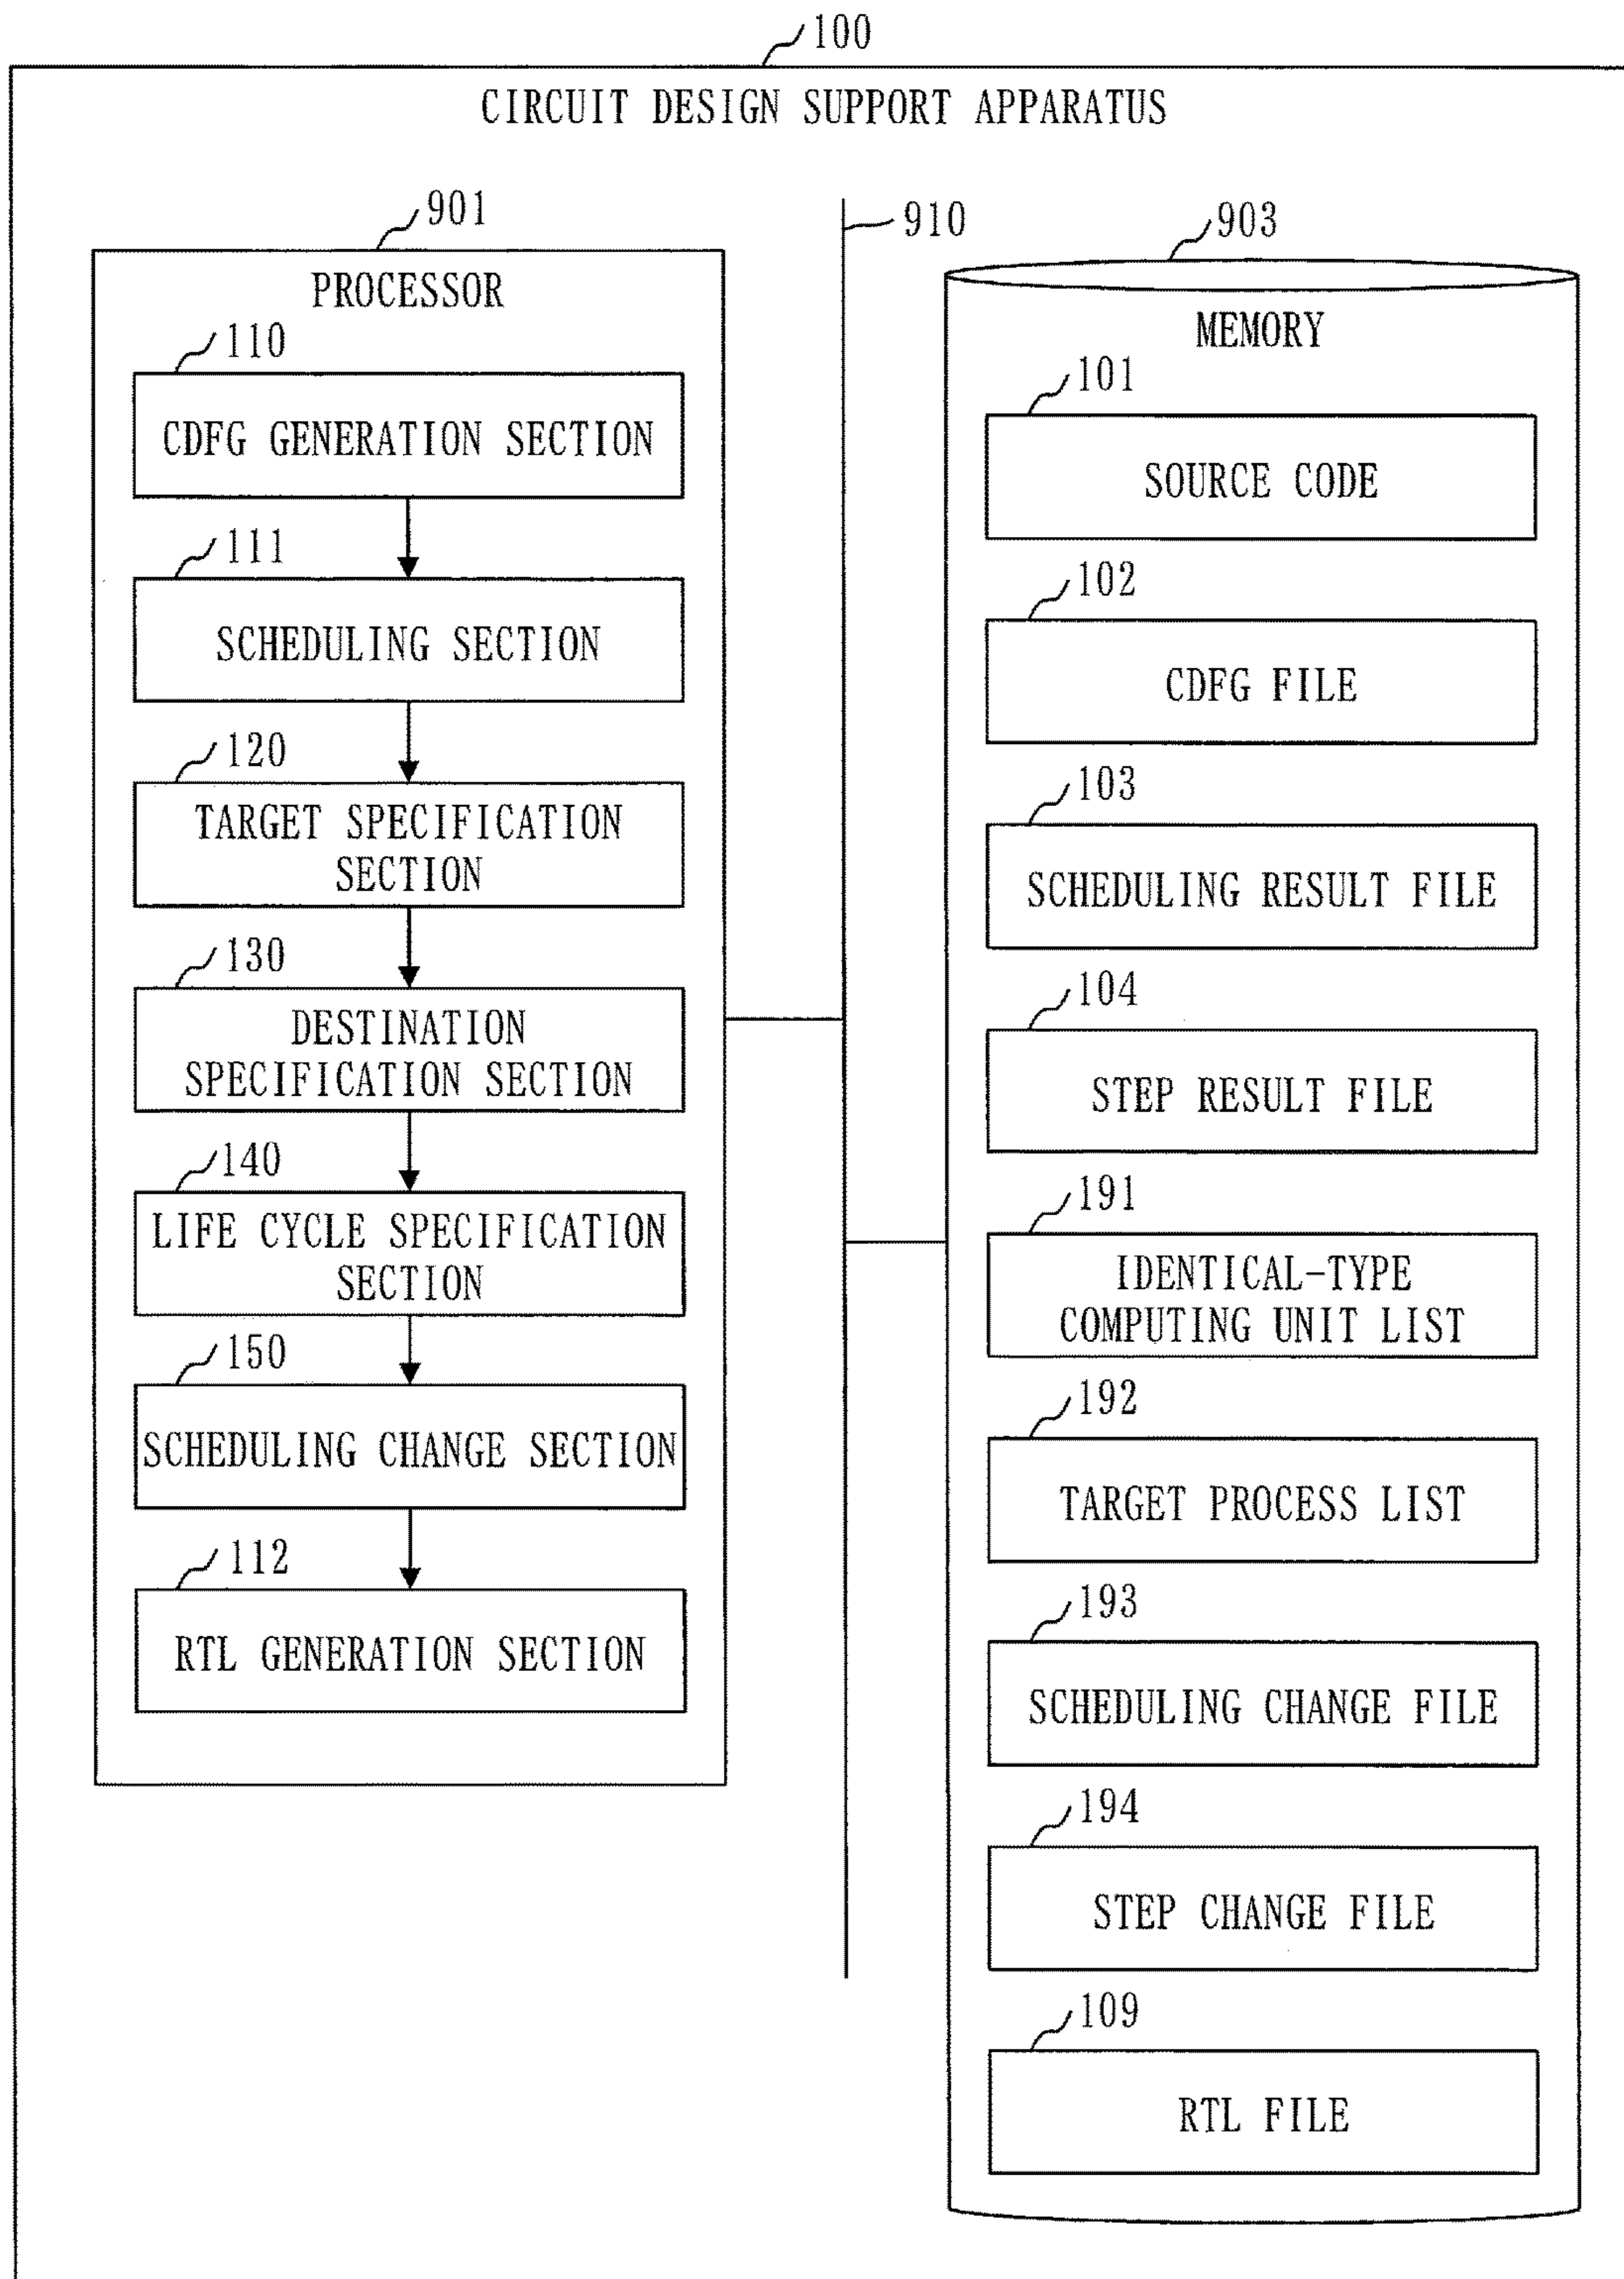 100
CIRCUIT DESIGN SUPPORT APPARATUS
901
PROCESSOR
110
CDFG GENERATION SECTION
111
SCHEDULING SECTION
120
TARGET SPECIFICATION
SECTION
130
DESTINATION
SPECIFICATION SECTION
140
LIFE CYCLE SPECIFICATION
SECTION
150
SCHEDULING CHANGE SECTION
112
RTL GENERATION SECTION
910
903
MEMORY
101
SOURCE CODE
102
CDFG FILE
103
SCHEDULING RESULT FILE
104
STEP RESULT FILE
191
IDENTICAL-TYPE
COMPUTING UNIT LIST
192
TARGET PROCESS LIST
193
SCHEDULING CHANGE FILE
194
STEP CHANGE FILE
109
RTL FILE